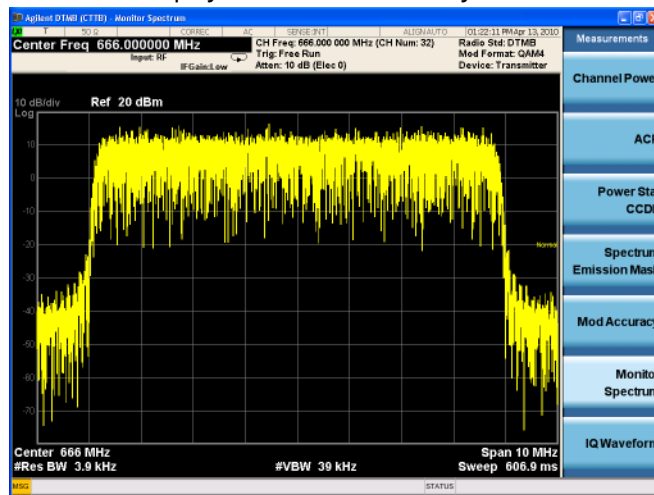 Agilent DTMB (CTTB) - Monitor Spectrum
T 50 Ω CORREC AC SENSE:INT ALIGNAUTO 01:22:11 PM Apr 13, 2010
Center Freq 666.000000 MHz
Input: RF
IFGain:Low
CH Freq: 666.000 000 MHz (CH Num: 32)
Trig: Free Run
Atten: 10 dB (Elec 0)
Radio Std: DTMB
Mod Format: QAM4
Device: Transmitter
10 dB/div Ref 20 dBm
Log
10
0
-10
-20
-30
-40
-50
-60
-70
Normal
Center 666 MHz
Span 10 MHz
#Res BW 3.9 kHz
#VBW 39 kHz
Sweep 606.9 ms
MSG
STATUS
Measurements
Channel Powe
AC
Power Sta
CCD
Spectru
Emission Mas
Mod Accuracy
Monito
Spectru
IQ Wavefor